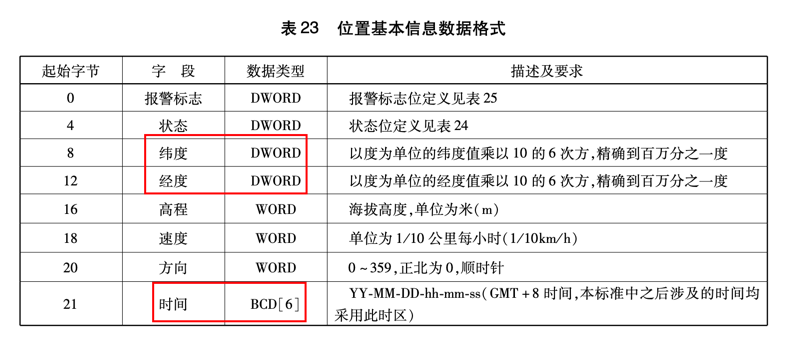 表 23 位置基本信息数据格式
起始字节 字 段 数据类型 描述及要求
0 报警标志 DWORD 报警标志位定义见表 25
4 状态 DWORD 状态位定义见表 24
8 纬度 DWORD 以度为单位的纬度值乘以 10 的 6 次方,精确到百万分之一度
12 经度 DWORD 以度为单位的经度值乘以 10 的 6 次方,精确到百万分之一度
16 高程 WORD 海拔高度,单位为米(m)
18 速度 WORD 单位为 1/10 公里每小时(1/10km/h)
20 方向 WORD 0~359,正北为 0,顺时针
21 时间 BCD[6] YY-MM-DD-hh-mm-ss(GMT+8 时间,本标准中之后涉及的时间均
采用此时区)